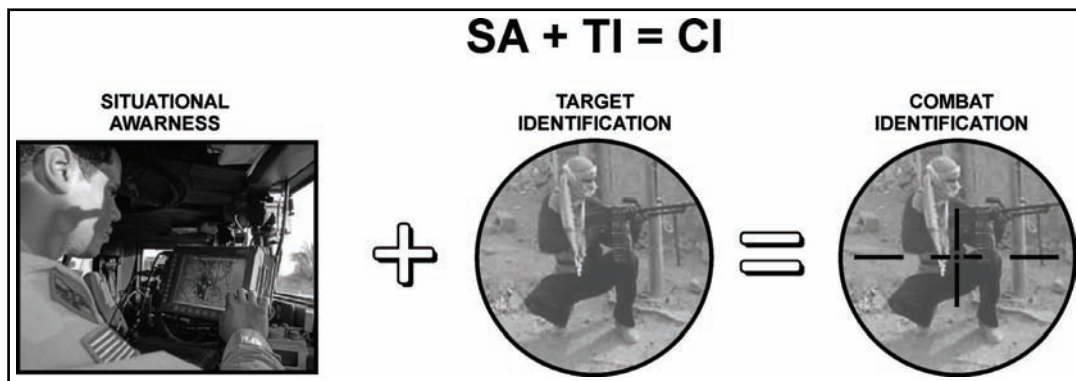 SA + TI = CI
SITUATIONAL
AWARNESS
TARGET
IDENTIFICATION
COMBAT
IDENTIFICATION